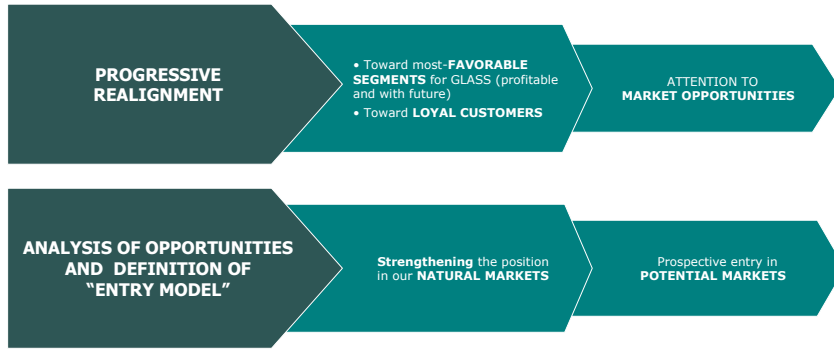 PROGRESSIVE
REALIGNMENT
• Toward most-FAVORABLE
SEGMENTS for GLASS (profitable
and with future)
• Toward LOYAL CUSTOMERS
ATTENTION TO
MARKET OPPORTUNITIES
ANALYSIS OF OPPORTUNITIES
AND DEFINITION OF
“ENTRY MODEL”
Strengthening the position
in our NATURAL MARKETS
Prospective entry in
POTENTIAL MARKETS